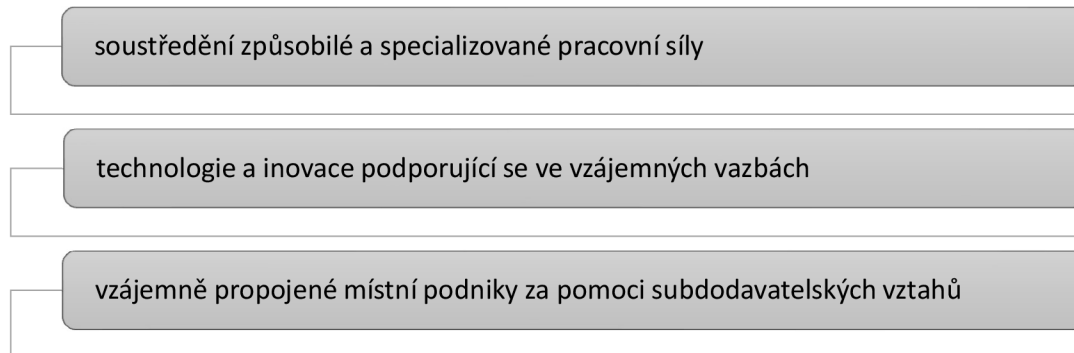 soustředění způsobilé a specializované pracovní síly
technologie a inovace podporující se ve vzájemných vazbách
vzájemně propojené místní podniky za pomoci subdodavatelských vztahů